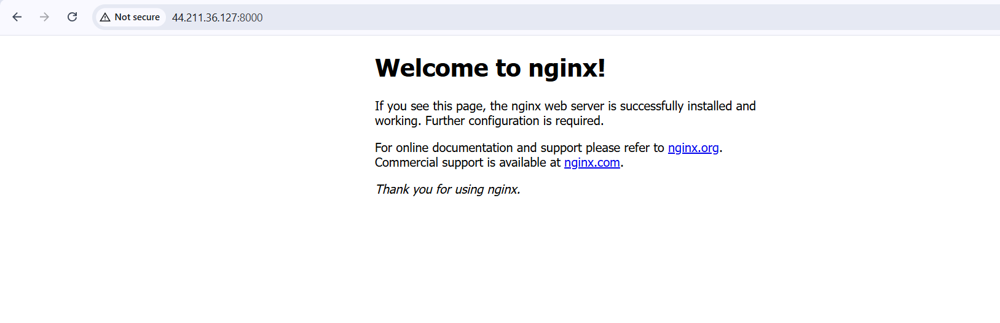 Not secure 44.211.36.127:8000
Welcome to nginx!
If you see this page, the nginx web server is successfully installed and
working. Further configuration is required.
For online documentation and support please refer to nginx.org.
Commercial support is available at nginx.com.
Thank you for using nginx.